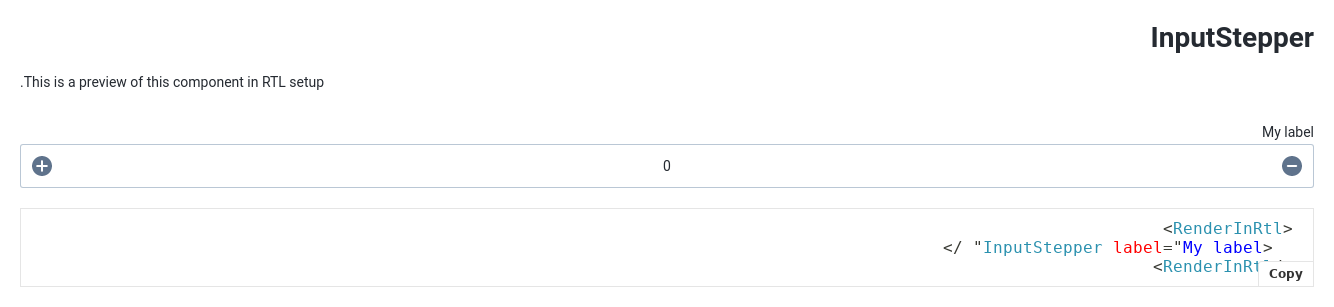 InputStepper
.This is a preview of this component in RTL setup
My label
0
<RenderInRtl>
</ "InputStepper label="My label>
<RenderInRtl
Copy